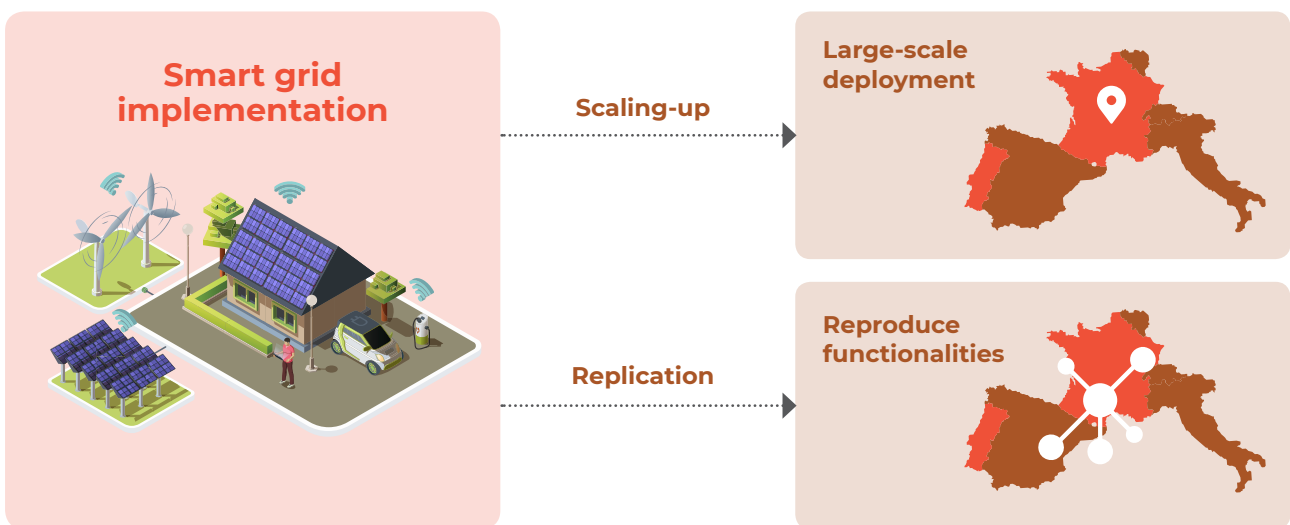 Smart grid
implementation
Scaling-up
Large-scale
deployment
Replication
Reproduce
functionalities